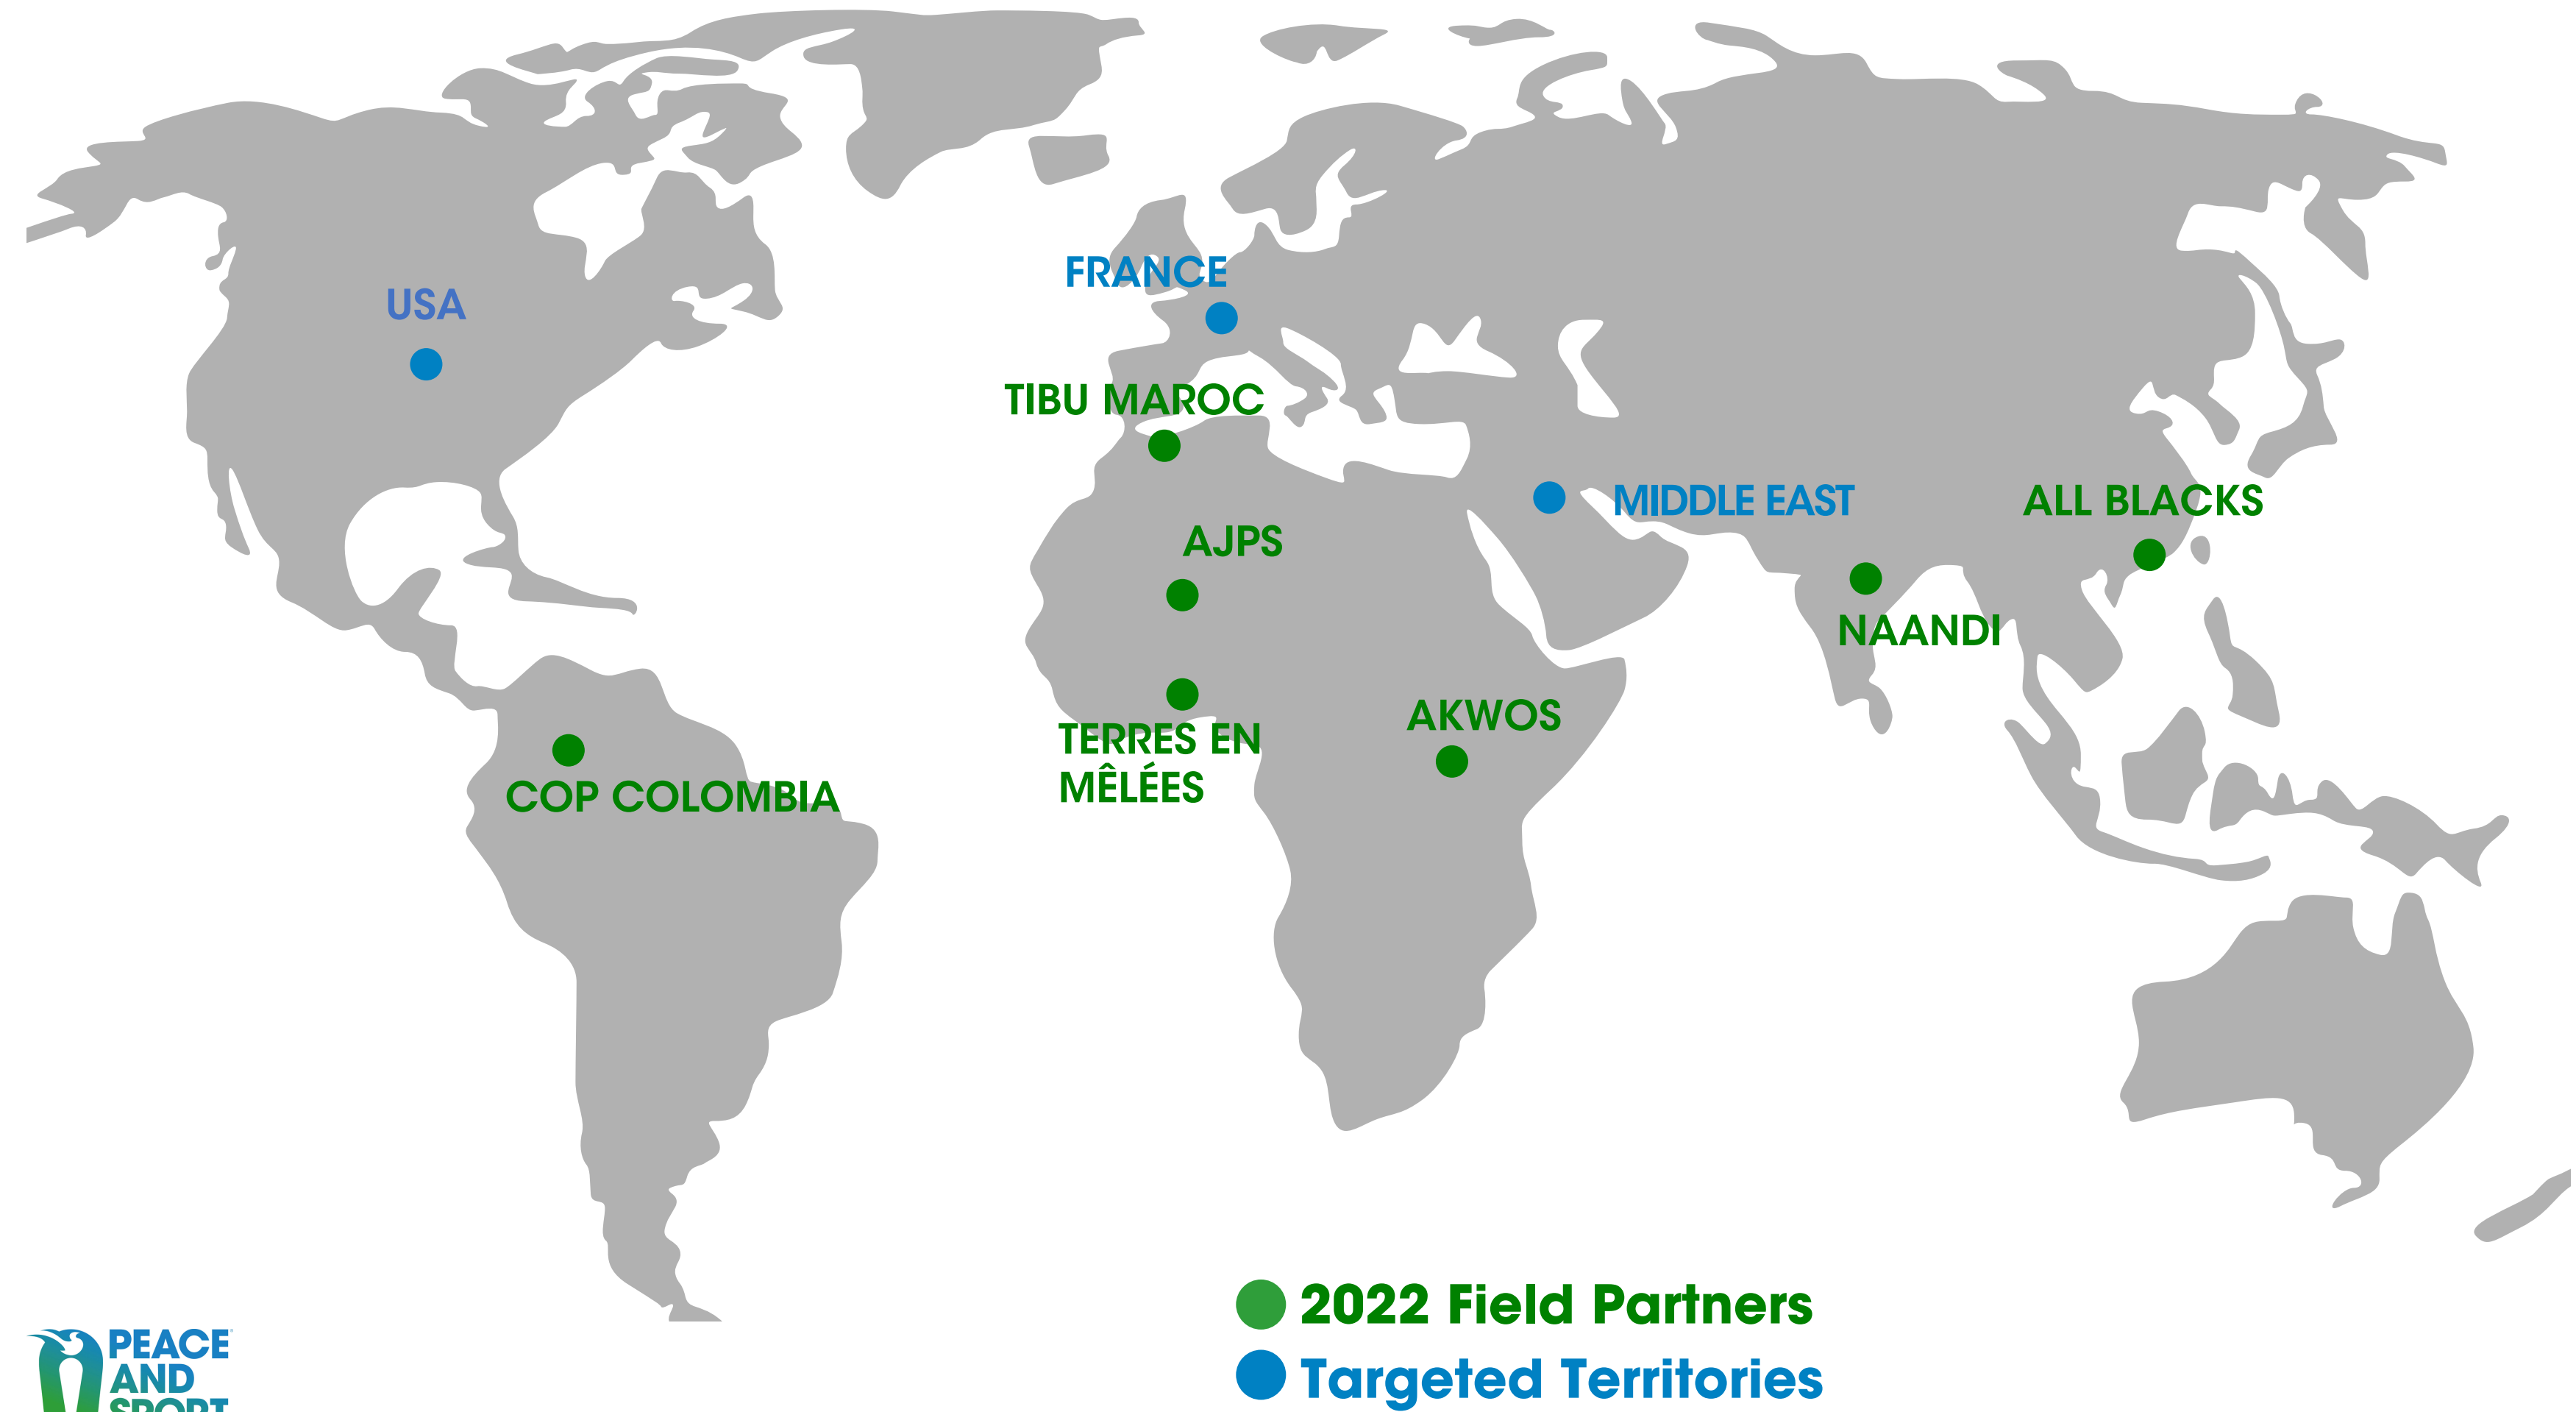 FRANCE
USA
TIBU MAROC
MIDDLE EAST
ALL BLACKS
AJPS
NAANDI
AKWOS
TERRES EN
MÊLÉES
COP COLOMBIA
2022 Field Partners
Targeted Territories
PEACE
AND
SPORT